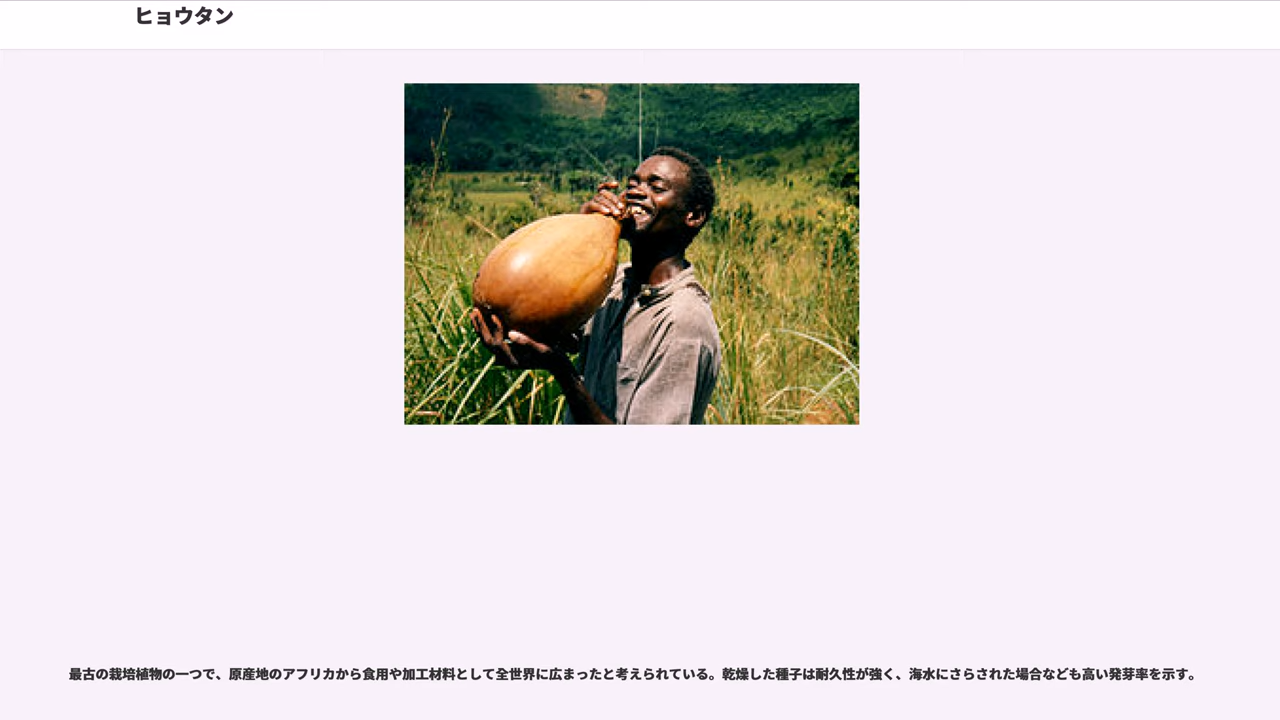 ヒョウタン
最古の栽培植物の一つで、原産地のアフリカから食用や加工材料として全世界に広まったと考えられている。乾燥した種子は耐久性が強く、海水にさらされた場合なども高い発芽率を示す。